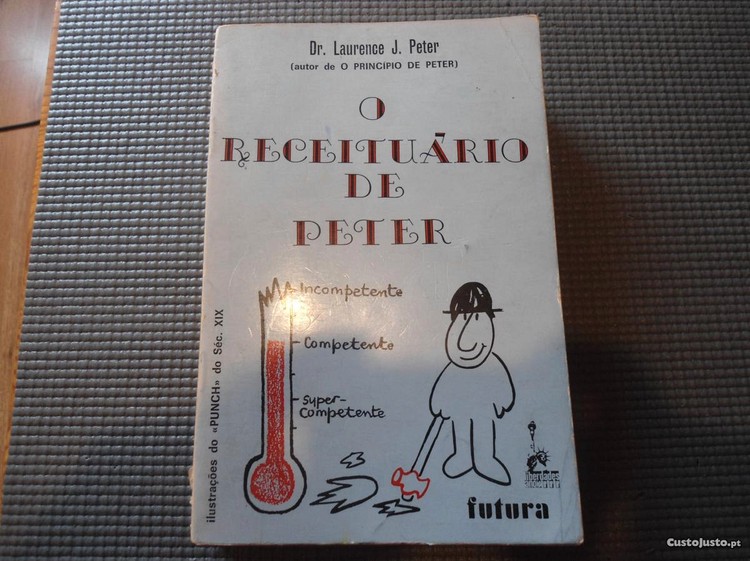 Dr. Laurence J. Peter
(autor de O PRINCIPIO DE PETER)
O
RECEITUÁRIO
DE
PETER
Incompetente
Competente
Super-
Competente
ilustrações do «PUNCH» do Séc. XIX
liberdades
futura
CustoJusto.pt